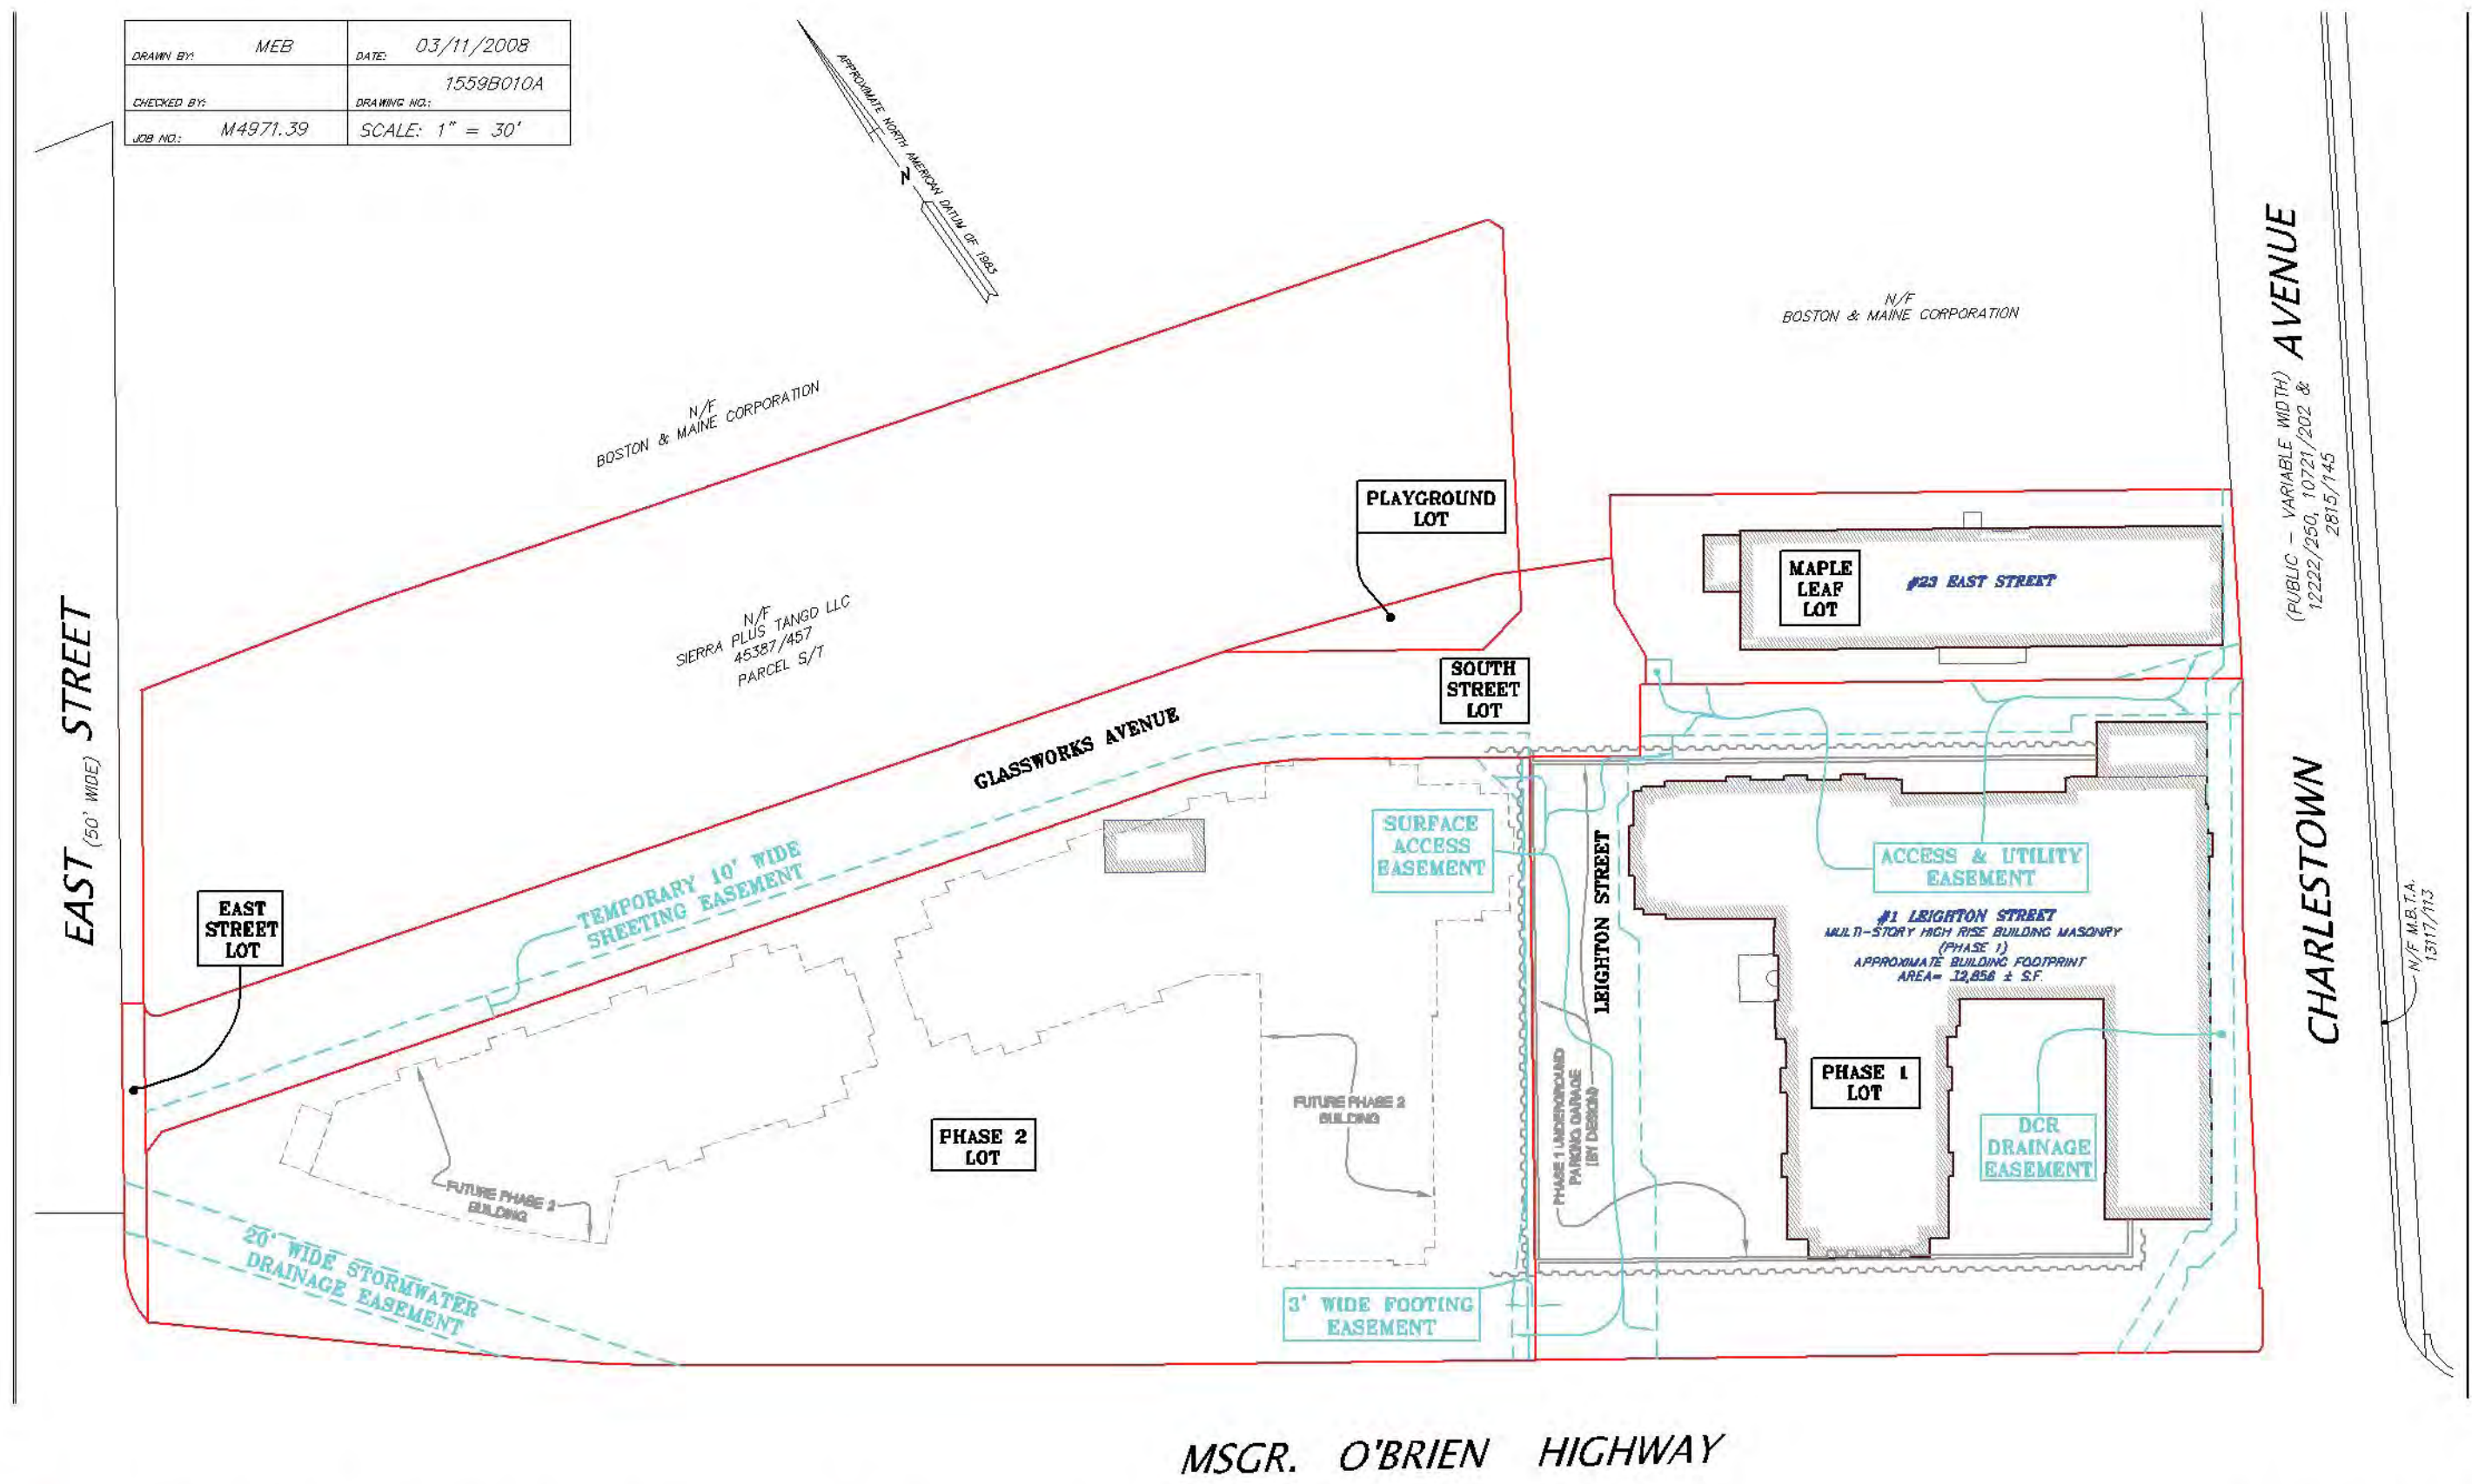 DRAWN BY: MEB
DATE: 03/11/2008
CHECKED BY:
DRAWING NO.: 1559B010A
JOB NO.: M4971.39
SCALE: 1" = 30'
APPROXIMATE NORTH AMERICAN DATUM OF 1983
N
N/F
BOSTON & MAINE CORPORATION
N/F
BOSTON & MAINE CORPORATION
N/F
SIERRA PLUS TANGO LLC
45387/457
PARCEL S/T
PLAYGROUND
LOT
MAPLE
LEAF
LOT
#23 EAST STREET
SOUTH
STREET
LOT
GLASSWORKS AVENUE
EAST (50' WIDE) STREET
EAST
STREET
LOT
TEMPORARY 10' WIDE
SHEETING EASEMENT
SURFACE
ACCESS
EASEMENT
LEIGHTON STREET
ACCESS & UTILITY
EASEMENT
#1 LEIGHTON STREET
MULTI-STORY HIGH RISE BUILDING MASONRY
(PHASE 1)
APPROXIMATE BUILDING FOOTPRINT
AREA= 32,856 ± S.F.
PHASE 1
LOT
DCR
DRAINAGE
EASEMENT
PHASE 1 UNDERGROUND
PARKING GARAGE
(BY DESIGN)
FUTURE PHASE 2
BUILDING
PHASE 2
LOT
FUTURE PHASE 2
BUILDING
20' WIDE STORMWATER
DRAINAGE EASEMENT
3' WIDE FOOTING
EASEMENT
CHARLESTOWN AVENUE
(PUBLIC - VARIABLE WIDTH)
12222/250, 10721/202 &
2815/145
N/F M.B.T.A.
13117/113
MSGR. O'BRIEN HIGHWAY